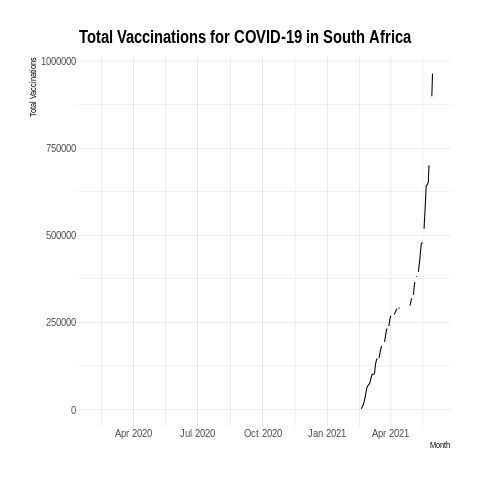 Total Vaccinations for COVID-19 in South Africa
Total Vaccinations
1000000
750000
500000
250000
0
Apr 2020 Jul 2020 Oct 2020 Jan 2021 Apr 2021
Month